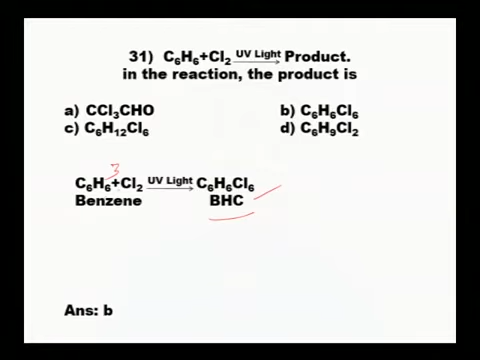 31) C₆H₆+Cl₂ —UV Light→ Product.
in the reaction, the product is
a) CCl₃CHO b) C₆H₆Cl₆
c) C₆H₁₂Cl₆ d) C₆H₉Cl₂
3
C₆H₆+Cl₂ —UV Light→ C₆H₆Cl₆
Benzene BHC
Ans: b